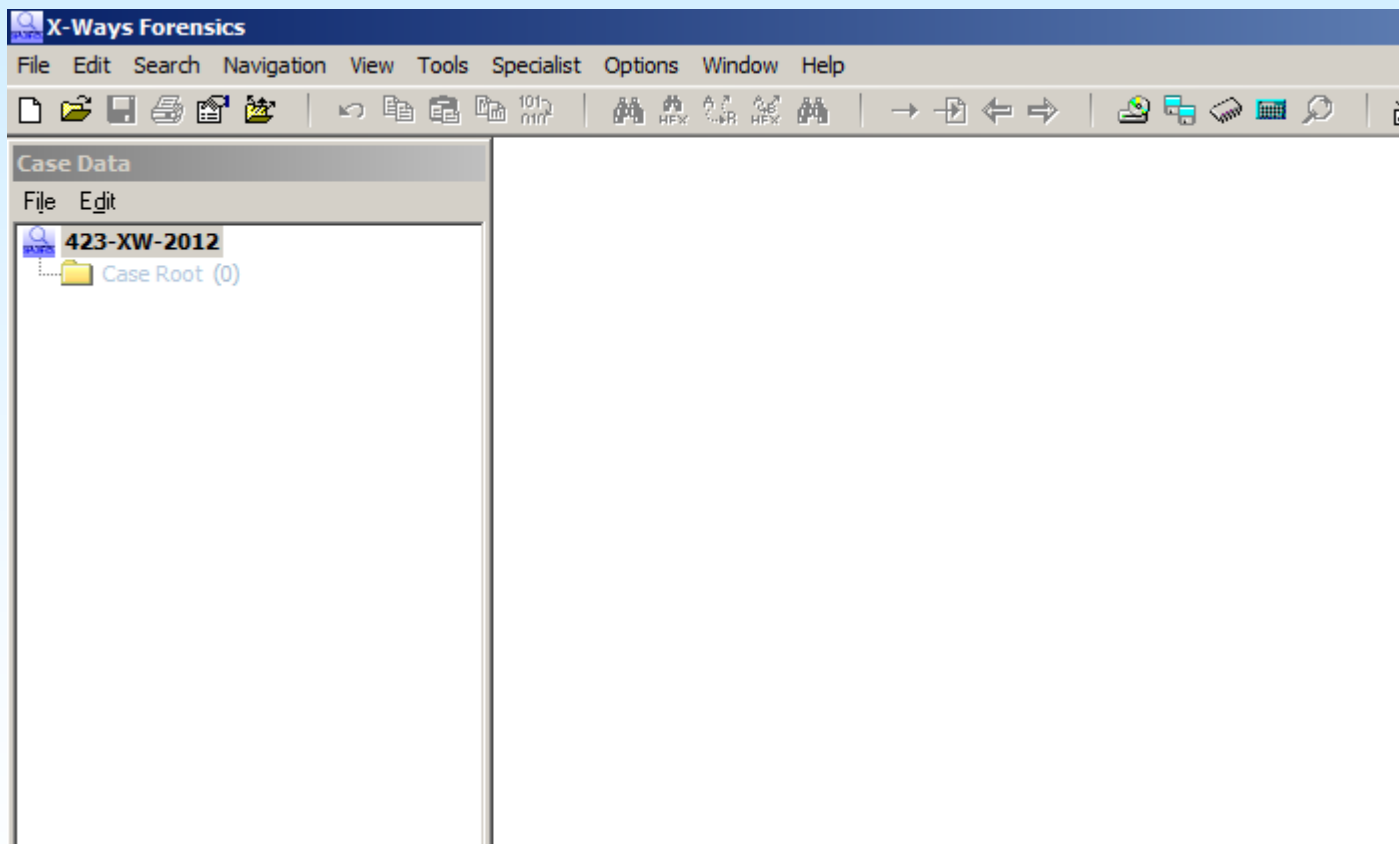 X-Ways Forensics
File Edit Search Navigation View Tools Specialist Options Window Help
Case Data
File Edit
423-XW-2012
Case Root (0)